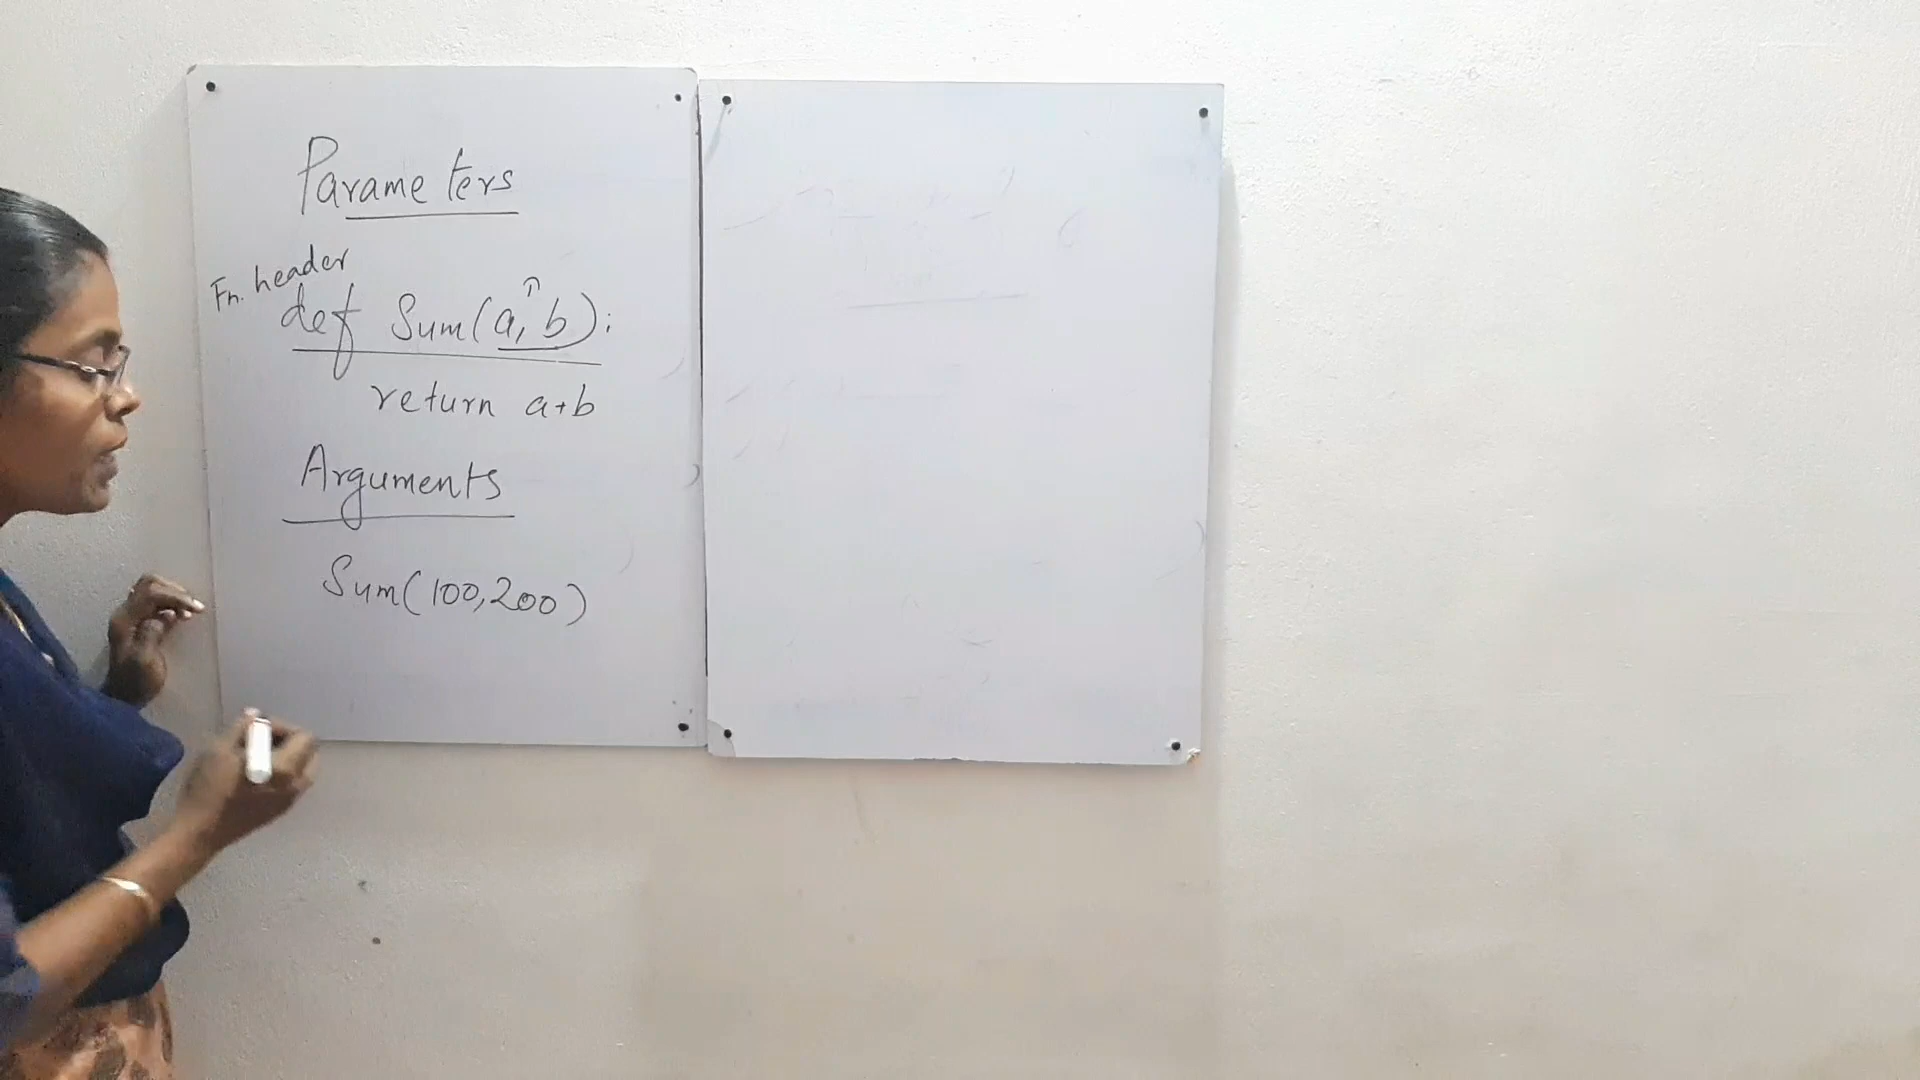 Parameters
Fn. header
def Sum(a, b):
return a+b
Arguments
Sum(100,200)